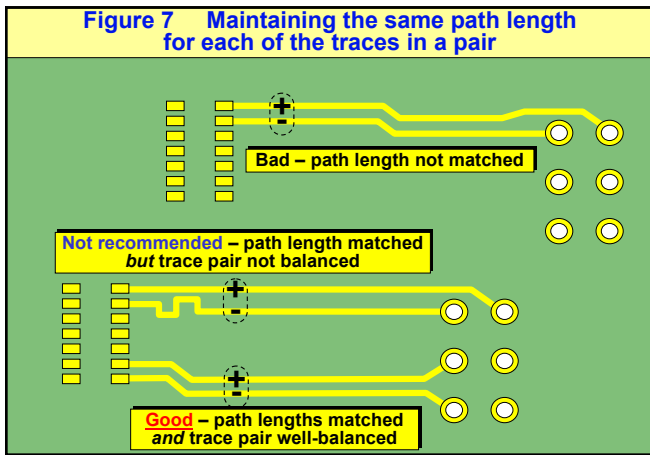 Figure 7 Maintaining the same path length
for each of the traces in a pair
+
-
Bad – path length not matched
Not recommended – path length matched
but trace pair not balanced
+
-
+
-
Good – path lengths matched
and trace pair well-balanced